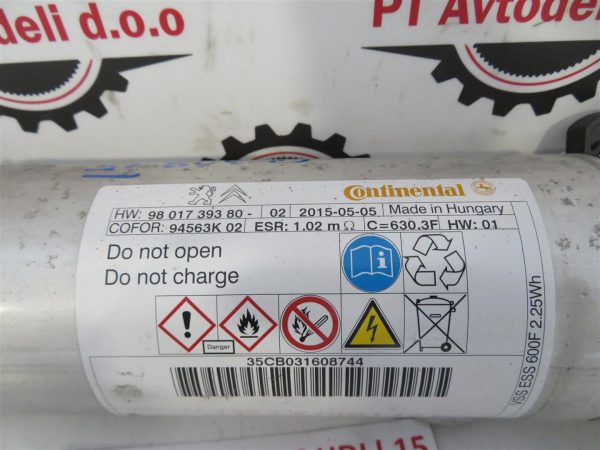 deli d.o.o
PT Avtodeli
Continental
HW: 98 017 393 80 - 02 2015-05-05 Made in Hungary
COFOR: 94563K 02 ESR: 1.02 m Ω C=630.3F HW: 01
Do not open
Do not charge
Danger
35CB031608744
VSS ESS 600F 2.25Wh